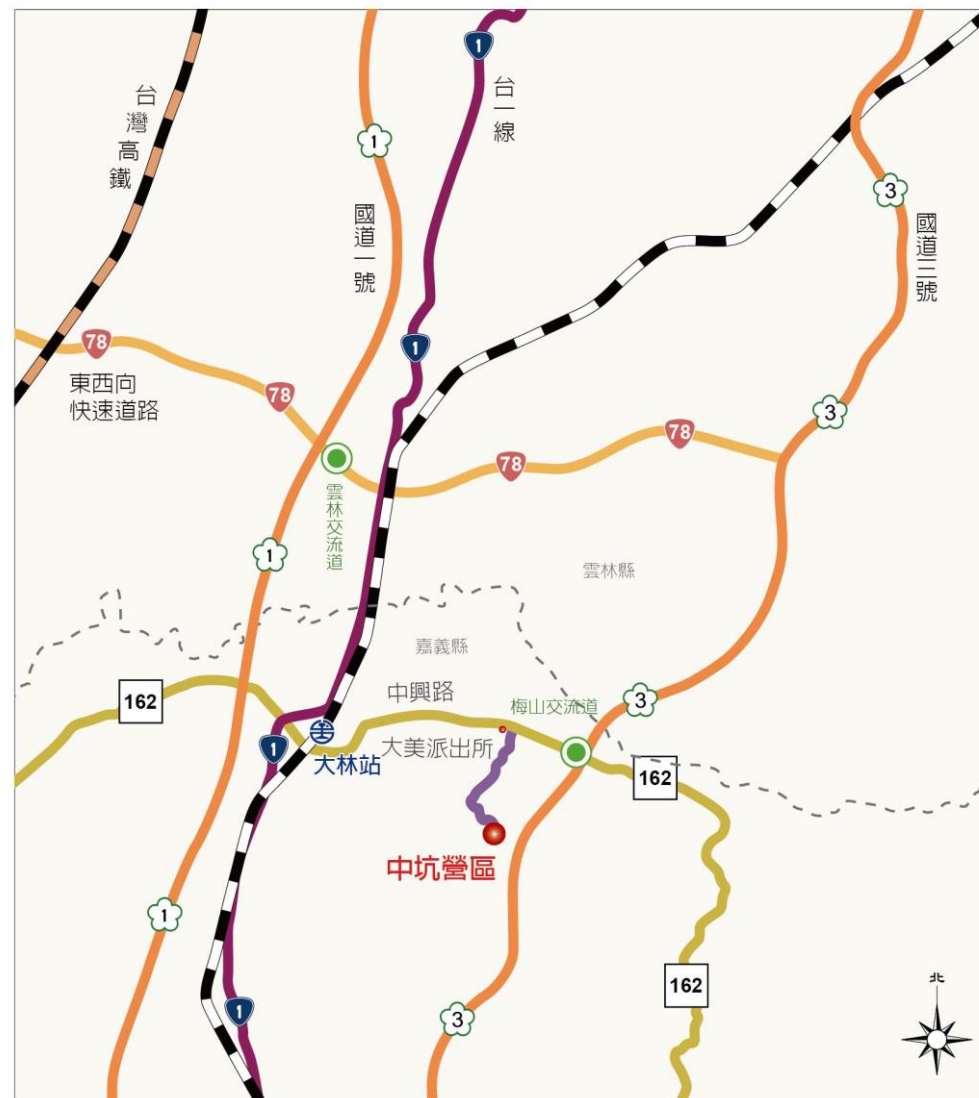 1
台一線
台灣高鐵
1
國道一號
3
國道三號
78
1
東西向
快速道路
78
3
78
78
雲林交流道
1
雲林縣
嘉義縣
162
中興路
3
梅山交流道
1
大林站
大美派出所
162
中坑營區
1
162
北
1
3